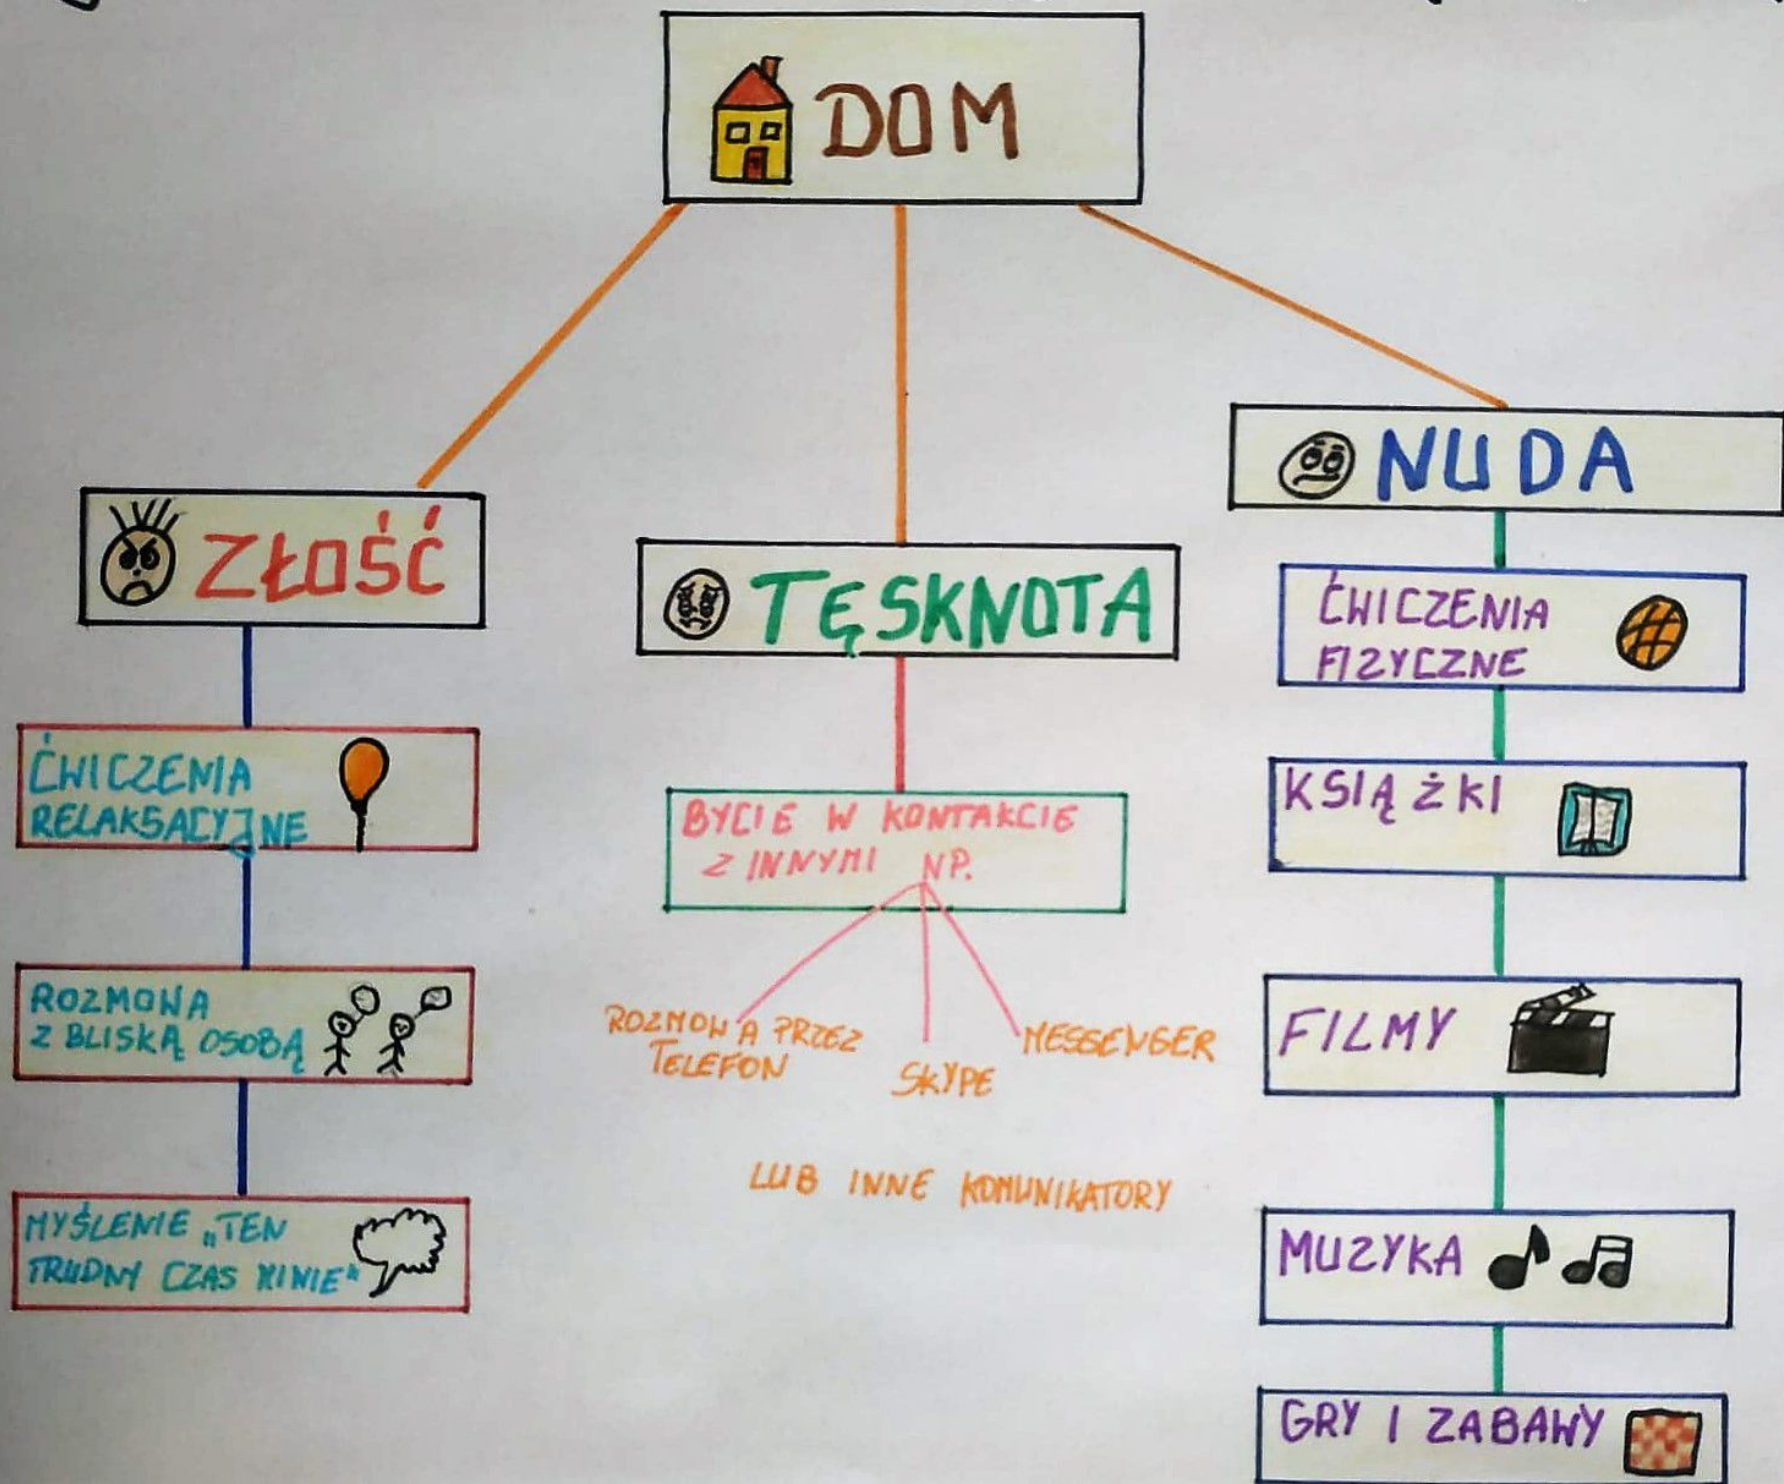 DOM
ZŁOŚĆ
ĆWICZENIA
RELAKSACYJNE
ROZMOWA
Z BLISKĄ OSOBĄ
MYŚLENIE „TEN
TRUDNY CZAS MINIE"
TĘSKNOTA
BYCIE W KONTAKCIE
Z INNYMI NP.
ROZMOWA PRZEZ
TELEFON
SKYPE
MESSENGER
LUB INNE KOMUNIKATORY
NUDA
ĆWICZENIA
FIZYCZNE
KSIĄŻKI
FILMY
MUZYKA
GRY I ZABAWY